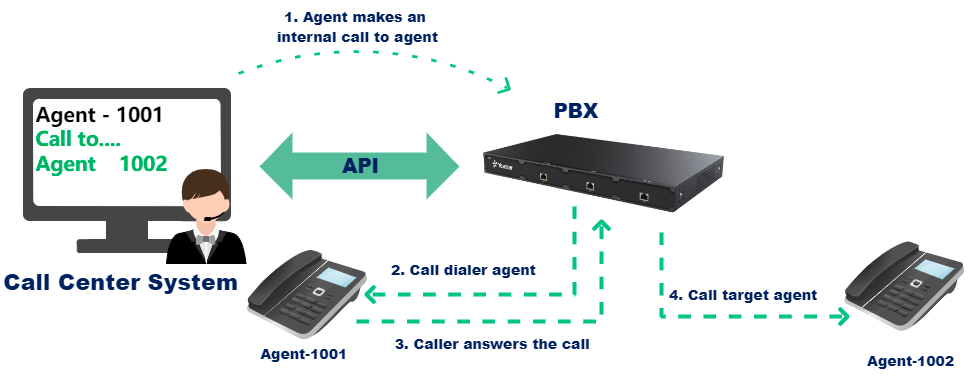 1. Agent makes an
internal call to agent
Agent - 1001
Call to....
Agent 1002
PBX
API
Yeastar
Call Center System
2. Call dialer agent
3. Caller answers the call
4. Call target agent
Agent-1001
Agent-1002